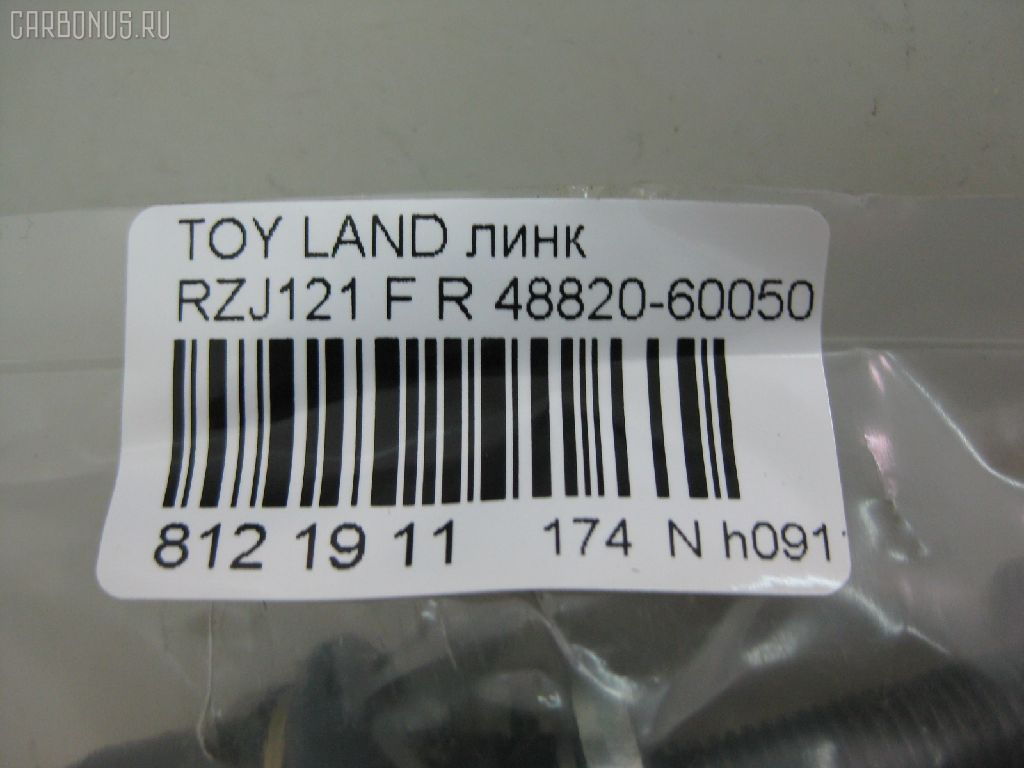 CARBONUS.RU
TOY LAND линк
RZJ121 F R 48820-60050
812 19 11 174 N h091